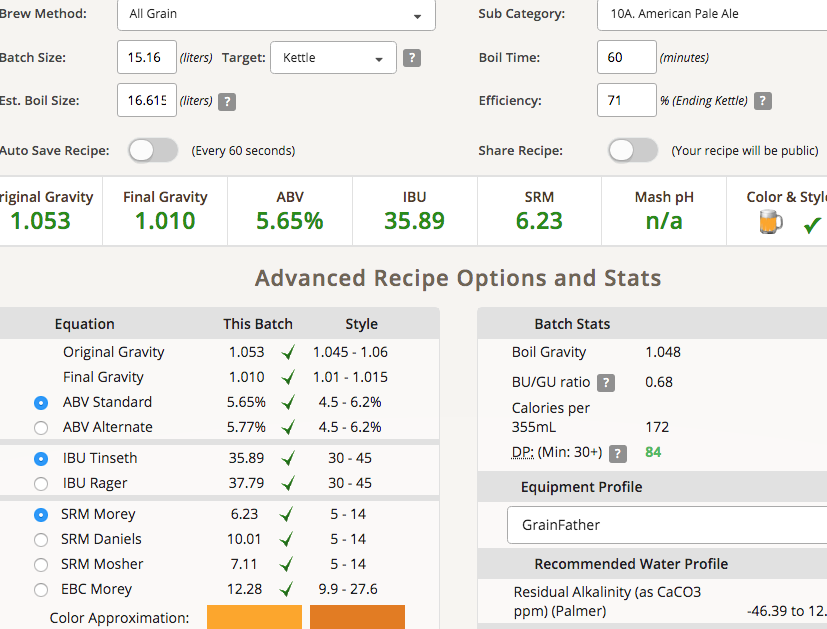 Brew Method: All Grain Sub Category: 10A. American Pale Ale
Batch Size: 15.16 (liters) Target: Kettle ? Boil Time: 60 (minutes)
Est. Boil Size: 16.615 (liters) ? Efficiency: 71 % (Ending Kettle) ?
Auto Save Recipe: (Every 60 seconds) Share Recipe: (Your recipe will be public)
riginal Gravity Final Gravity ABV IBU SRM Mash pH Color & Style
1.053 1.010 5.65% 35.89 6.23 n/a
Advanced Recipe Options and Stats
Equation This Batch Style
Original Gravity 1.053 1.045 - 1.06
Final Gravity 1.010 1.01 - 1.015
ABV Standard 5.65% 4.5 - 6.2%
ABV Alternate 5.77% 4.5 - 6.2%
IBU Tinseth 35.89 30 - 45
IBU Rager 37.79 30 - 45
SRM Morey 6.23 5 - 14
SRM Daniels 10.01 5 - 14
SRM Mosher 7.11 5 - 14
EBC Morey 12.28 9.9 - 27.6
Color Approximation:
Batch Stats
Boil Gravity 1.048
BU/GU ratio ? 0.68
Calories per
355mL 172
DP: (Min: 30+) ? 84
Equipment Profile
GrainFather
Recommended Water Profile
Residual Alkalinity (as CaCO3
ppm) (Palmer) -46.39 to 12.